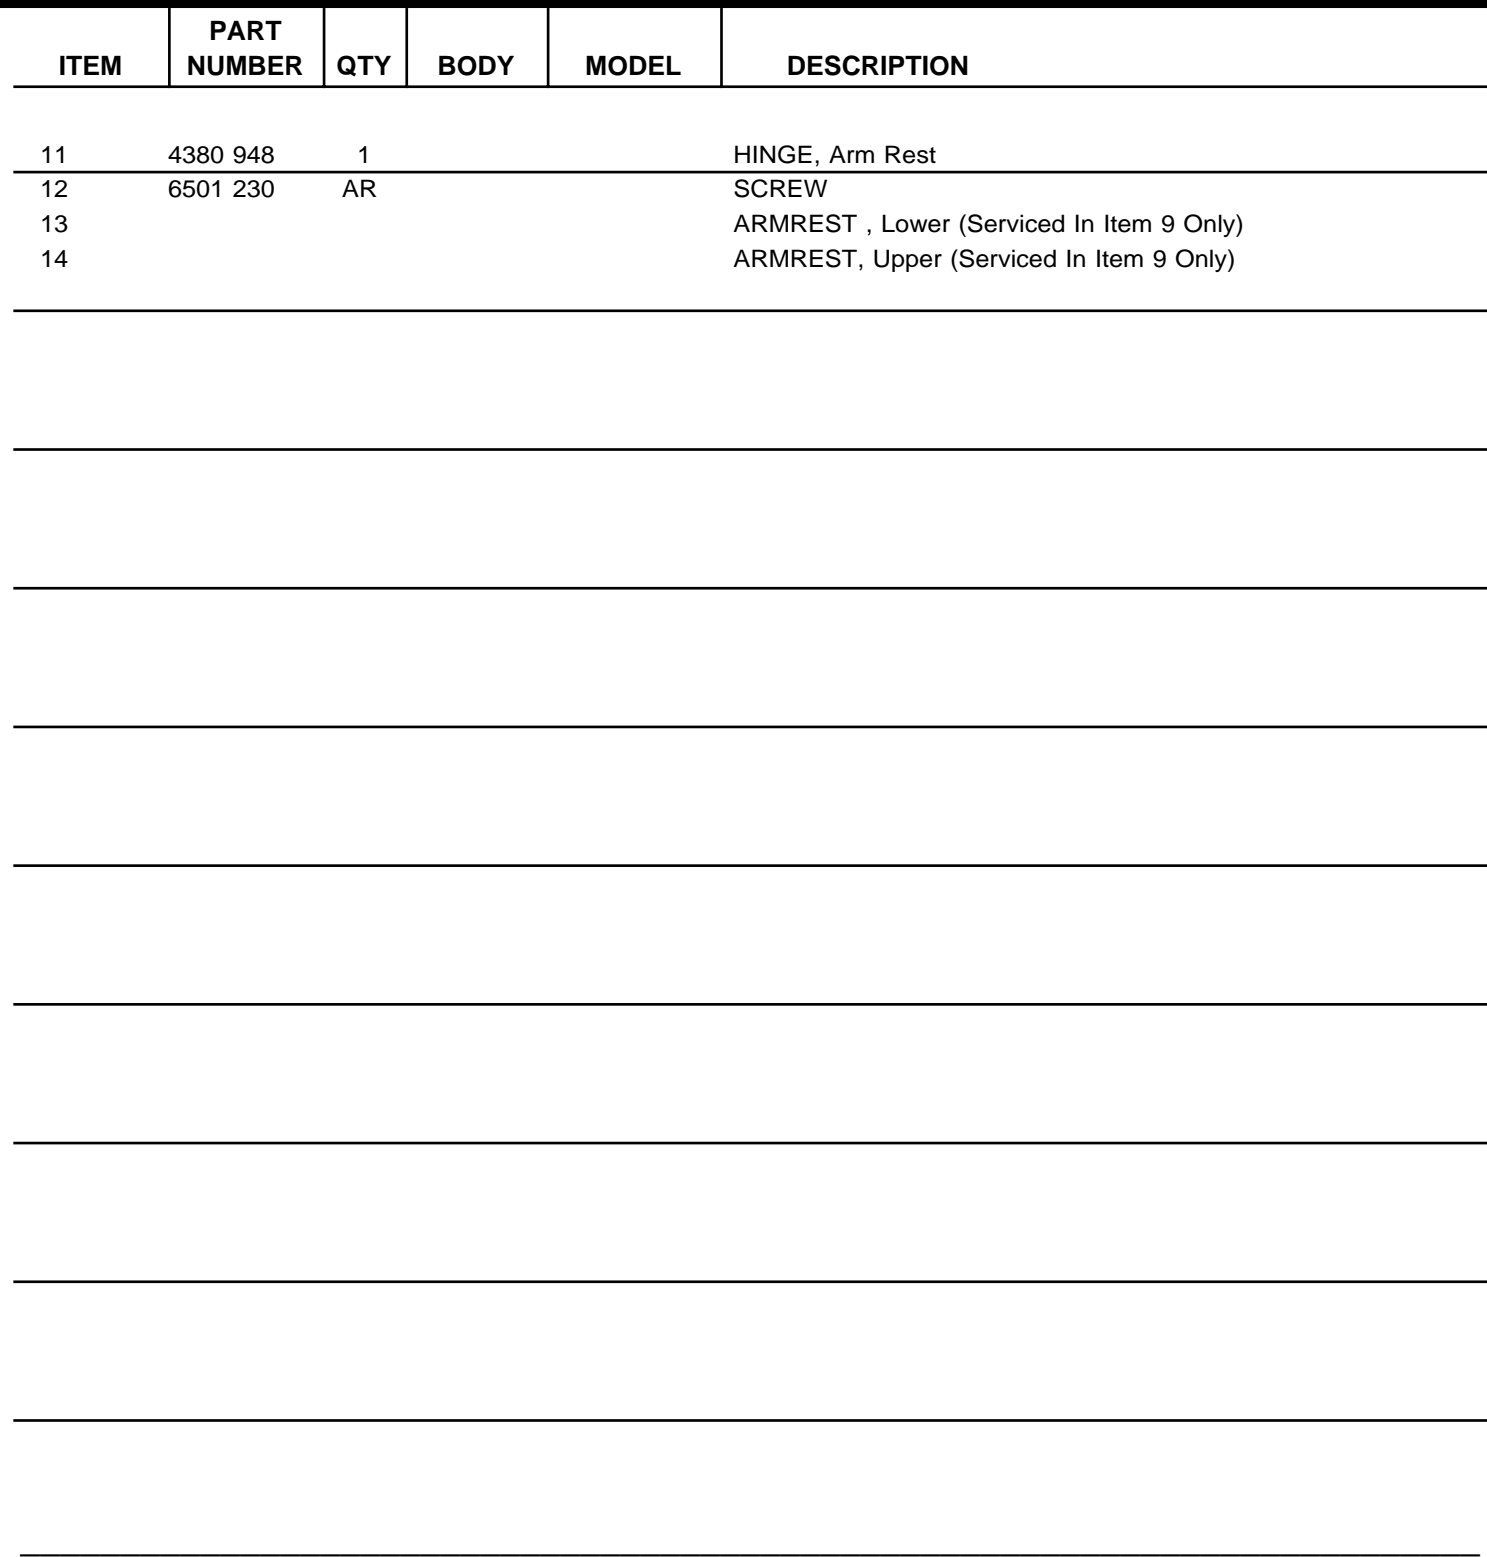 PART
ITEM NUMBER QTY BODY MODEL DESCRIPTION
11 4380 948 1 HINGE, Arm Rest
12 6501 230 AR SCREW
13 ARMREST , Lower (Serviced In Item 9 Only)
14 ARMREST, Upper (Serviced In Item 9 Only)